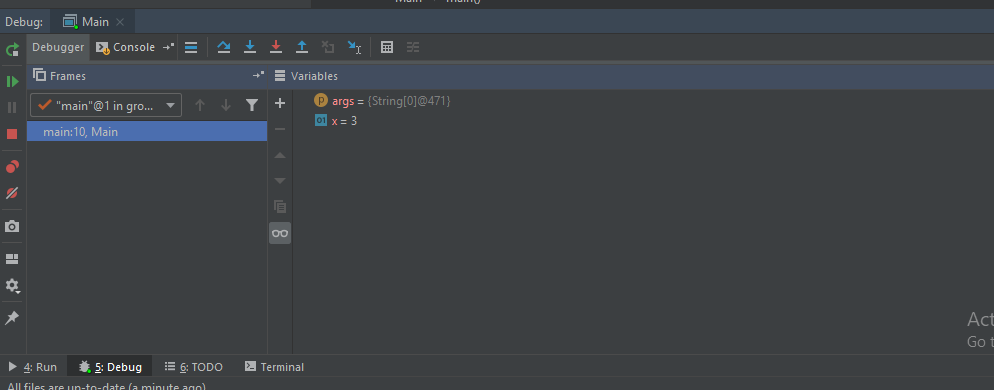 Main main()
Debug: Main
Debugger Console
Frames
Variables
"main"@1 in gro...
main:10, Main
args = {String[0]@471}
01 x = 3
Act
Go t
4: Run 5: Debug 6: TODO Terminal
All files are up-to-date (a minute ago)